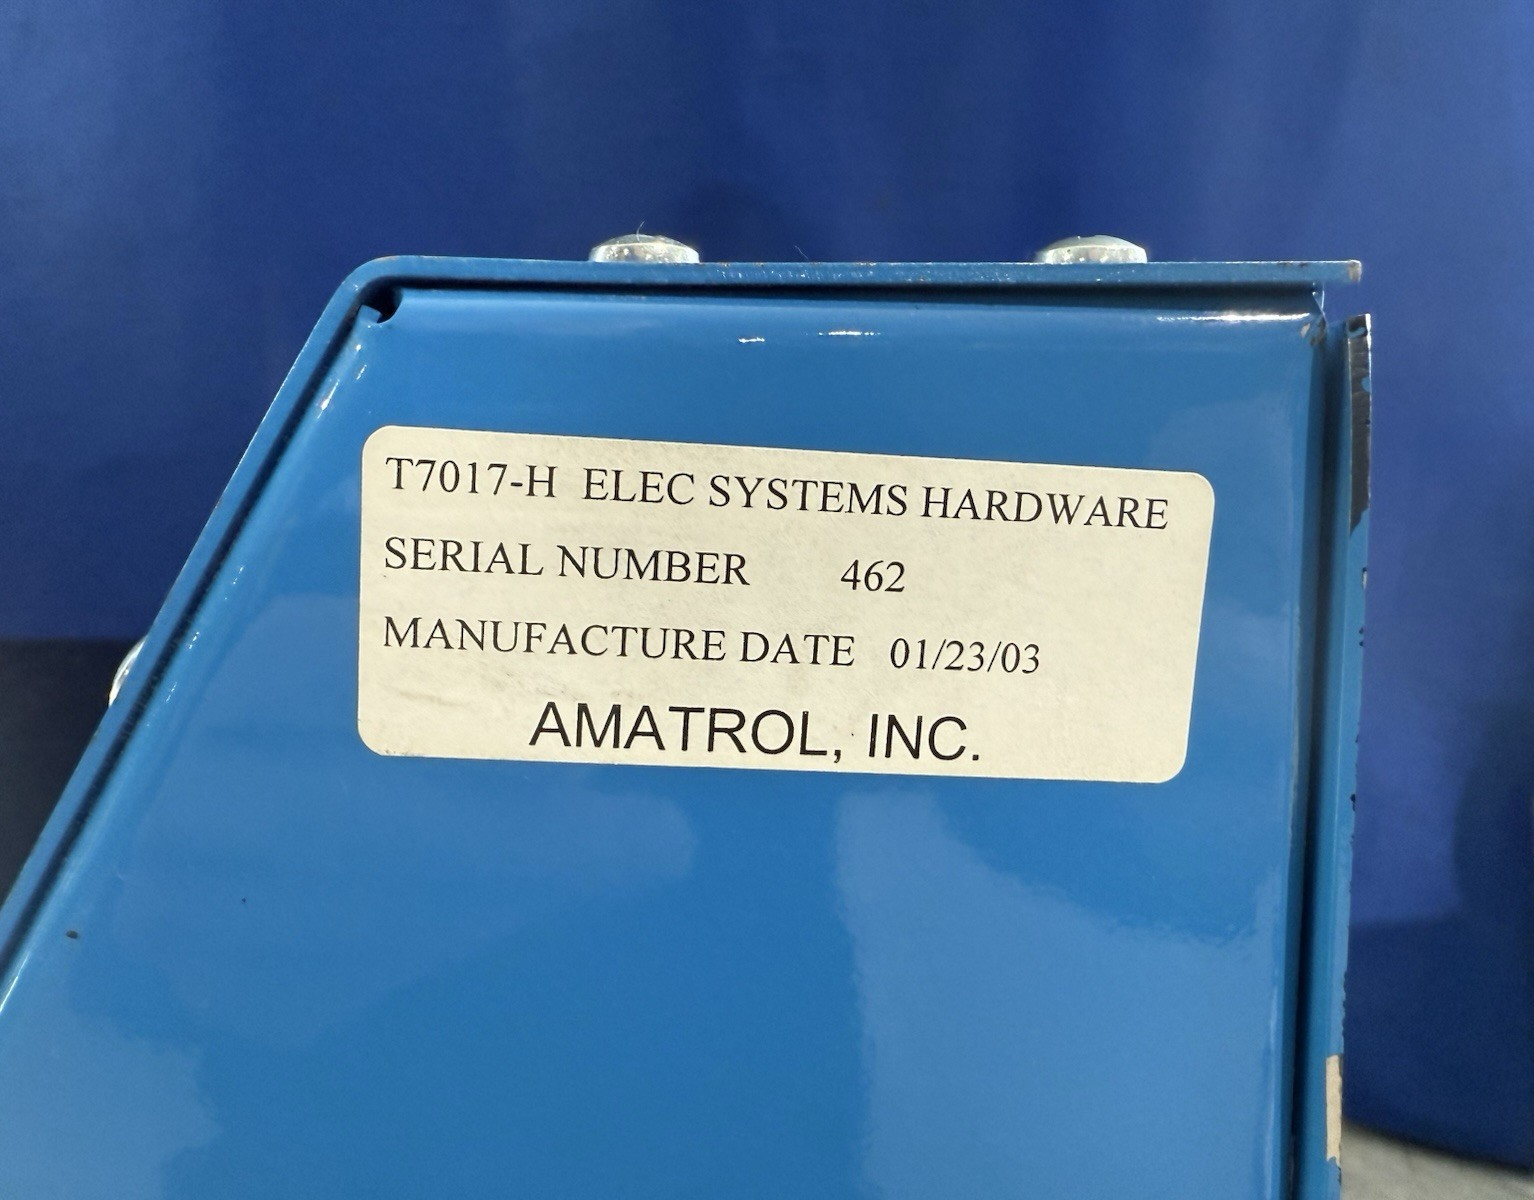 T7017-H ELEC SYSTEMS HARDWARE
SERIAL NUMBER 462
MANUFACTURE DATE 01/23/03
AMATROL, INC.